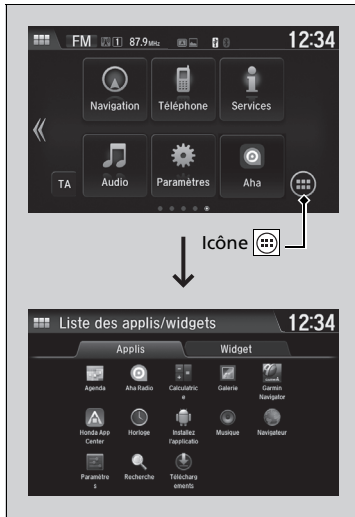 FM 1 87.9MHz 12:34
Navigation Téléphone Services
TA Audio Paramètres Aha
Icône
Liste des applis/widgets 12:34
Applis Widget
Agenda Aha Radio Calculatric
e Galerie Garmin
Navigator
Honda App
Center Horloge Installez
l'applicatio Musique Navigateur
Paramètre
s Recherche Télécharg
ements